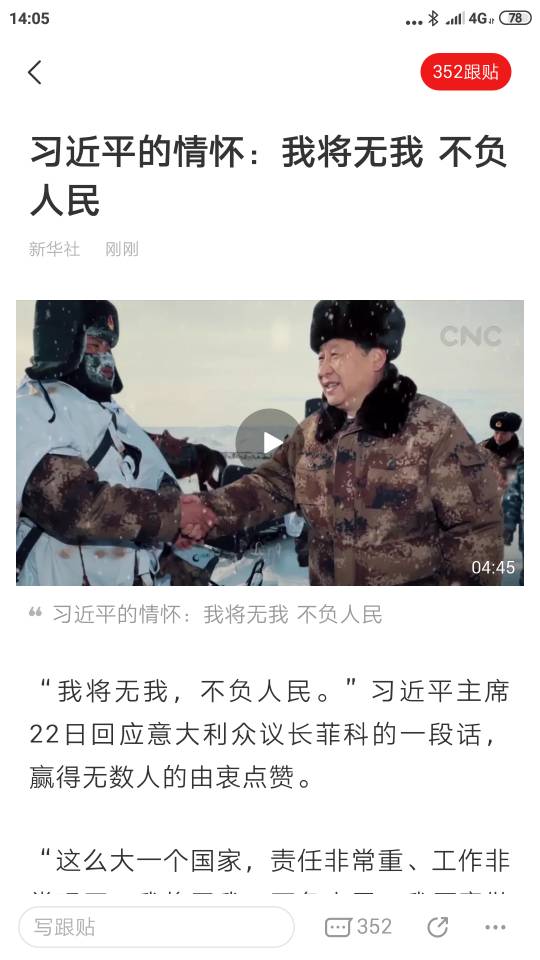 14:05
4G
78
352跟贴
习近平的情怀：我将无我 不负
人民
新华社 刚刚
CNC
04:45
习近平的情怀：我将无我 不负人民
“我将无我，不负人民。”习近平主席
22日回应意大利众议长菲科的一段话，
赢得无数人的由衷点赞。
“这么大一个国家，责任非常重、工作非
写跟贴
352